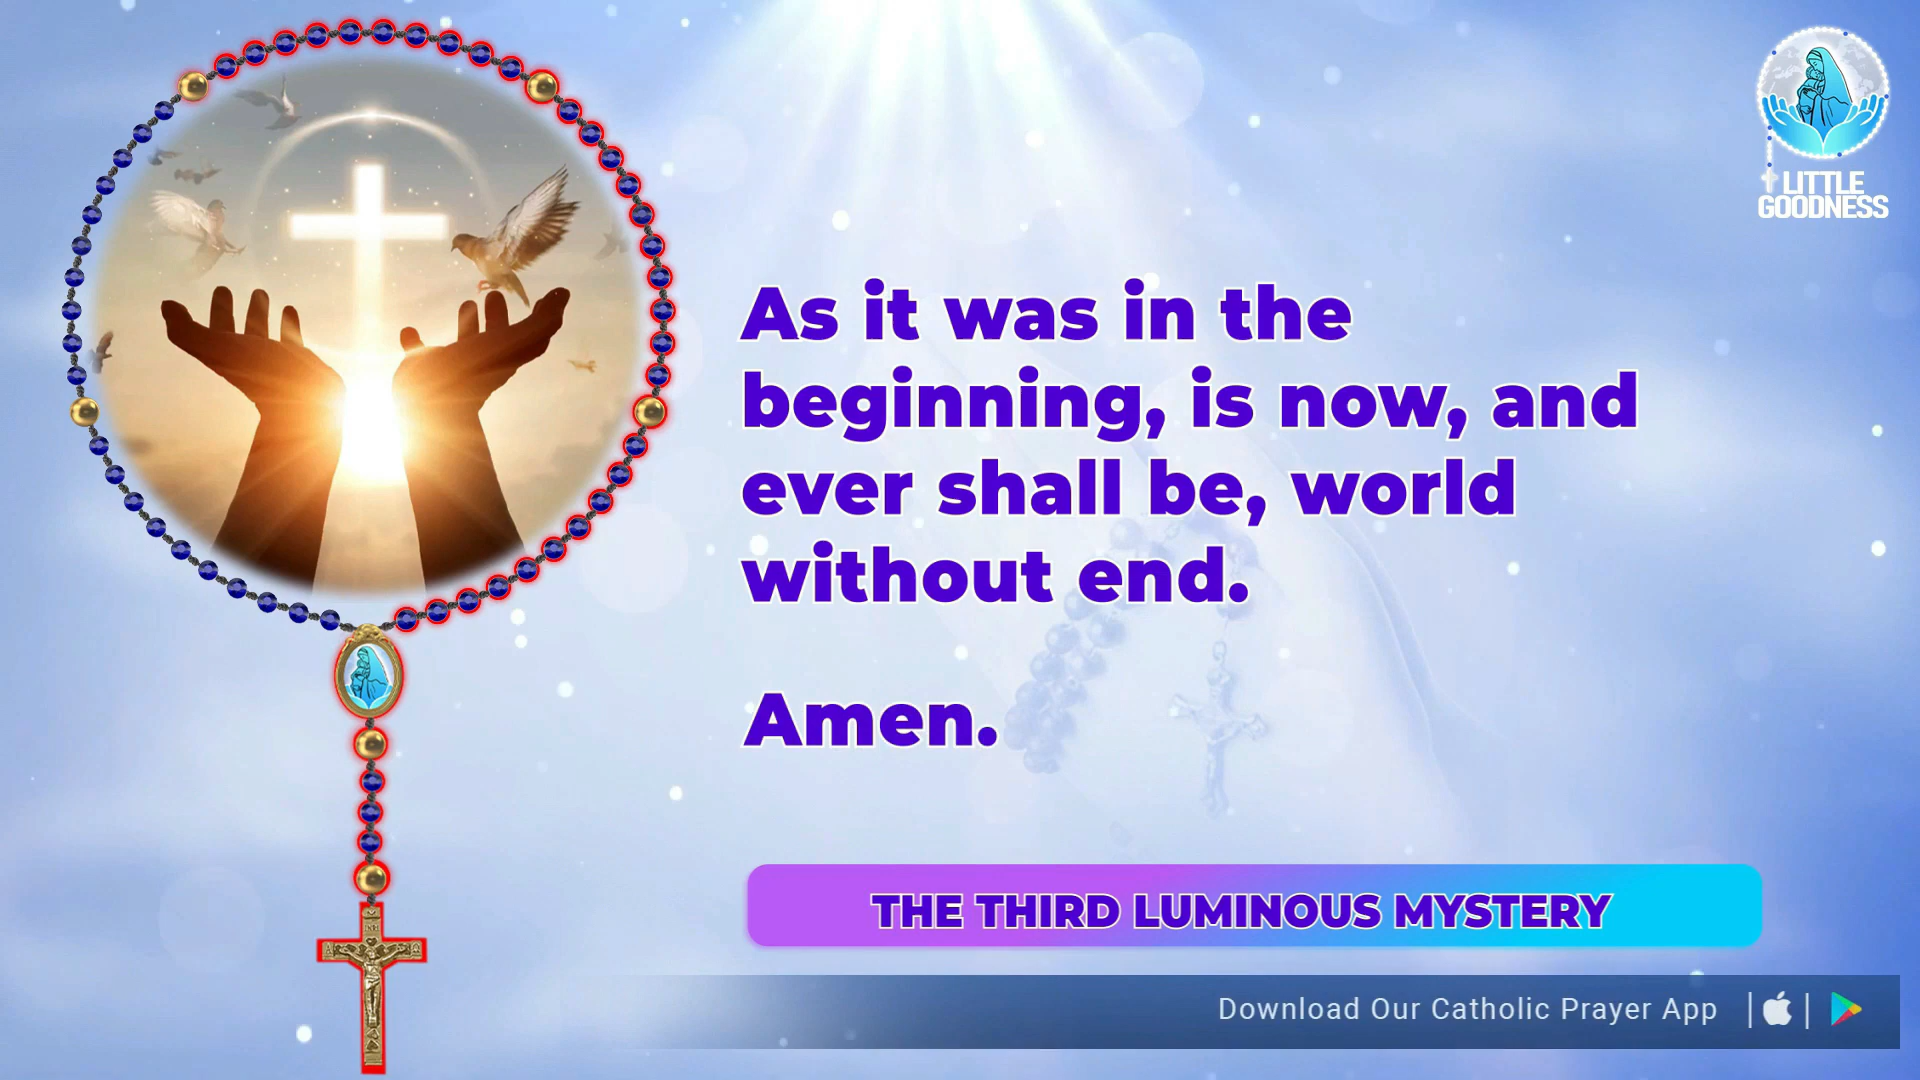 LITTLE
GOODNESS
As it was in the
beginning, is now, and
ever shall be, world
without end.
Amen.
THE THIRD LUMINOUS MYSTERY
Download Our Catholic Prayer App
INRI